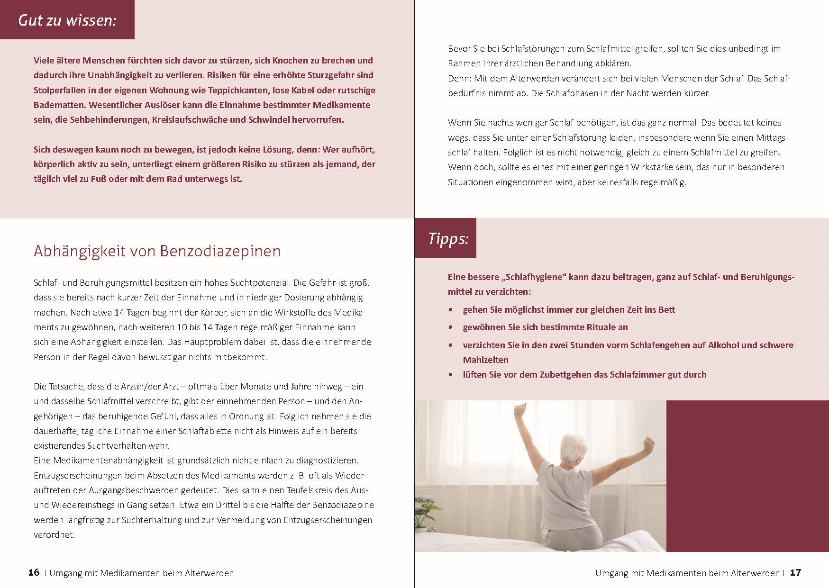 Gut zu wissen:
Viele ältere Menschen fürchten sich davor zu stürzen, sich Knochen zu brechen und
dadurch ihre Unabhängigkeit zu verlieren. Risiken für eine erhöhte Sturzgefahr sind
Stolperfallen in der eigenen Wohnung wie Teppichkanten, lose Kabel oder rutschige
Badematten. Wesentlicher Auslöser kann die Einnahme bestimmter Medikamente
sein, die Sehbehinderungen, Kreislaufschwäche und Schwindel hervorrufen.
Sich deswegen kaum noch zu bewegen, ist jedoch keine Lösung, denn: Wer aufhört,
körperlich aktiv zu sein, unterliegt einem größeren Risiko zu stürzen als jemand, der
täglich viel zu Fuß oder mit dem Rad unterwegs ist.
Abhängigkeit von Benzodiazepinen
Schlaf- und Beruhigungsmittel besitzen ein hohes Suchtpotenzial. Die Gefahr ist groß,
dass sie bereits nach kurzer Zeit der Einnahme und in niedriger Dosierung abhängig
machen. Nach etwa 14 Tagen beginnt der Körper, sich an die Wirkstoffe des Medika-
ments zu gewöhnen, nach weiteren 10 bis 14 Tagen regelmäßiger Einnahme kann
sich eine Abhängigkeit einstellen. Das Hauptproblem dabei ist, dass die einnehmende
Person in der Regel davon bewusst gar nichts mitbekommt.
Die Tatsache, dass die Ärztin/der Arzt – oftmals über Monate und Jahre hinweg – ein
und dasselbe Schlafmittel verschreibt, gibt der einnehmenden Person – und den An-
gehörigen – das beruhigende Gefühl, dass alles in Ordnung ist. Folglich nehmen sie die
dauerhafte, tägliche Einnahme einer Schlaftablette nicht als Hinweis auf ein bereits
existierendes Suchtverhalten wahr.
Eine Medikamentenabhängigkeit ist grundsätzlich nicht einfach zu diagnostizieren.
Entzugserscheinungen beim Absetzen des Medikaments werden z. B. oft als Wieder-
auftreten der Ausgangsbeschwerden gedeutet. Dies kann einen Teufelskreis des Aus-
und Wiedereinstiegs in Gang setzen. Etwa ein Drittel bis die Hälfte der Benzodiazepine
werden langfristig zur Suchterhaltung und zur Vermeidung von Entzugserscheinungen
verordnet.
16 | Umgang mit Medikamenten beim Älterwerden
Bevor Sie bei Schlafstörungen zum Schlafmittel greifen, sollten Sie dies unbedingt im
Rahmen Ihrer ärztlichen Behandlung abklären.
Denn: Mit dem Älterwerden verändert sich bei vielen Menschen der Schlaf. Das Schlaf-
bedürfnis nimmt ab. Die Schlafphasen in der Nacht werden kürzer.
Wenn Sie nachts weniger Schlaf benötigen, ist das ganz normal. Das bedeutet keines-
wegs, dass Sie unter einer Schlafstörung leiden, insbesondere wenn Sie einen Mittags-
schlaf halten. Folglich ist es nicht notwendig, gleich zu einem Schlafmittel zu greifen.
Wenn doch, sollte es eines mit einer geringen Wirkstärke sein, das nur in besonderen
Situationen eingenommen wird, aber keinesfalls regelmäßig.
Tipps:
Eine bessere „Schlafhygiene“ kann dazu beitragen, ganz auf Schlaf- und Beruhigungs-
mittel zu verzichten:
• gehen Sie möglichst immer zur gleichen Zeit ins Bett
• gewöhnen Sie sich bestimmte Rituale an
• verzichten Sie in den zwei Stunden vorm Schlafengehen auf Alkohol und schwere
Mahlzeiten
• lüften Sie vor dem Zubettgehen das Schlafzimmer gut durch
Umgang mit Medikamenten beim Älterwerden | 17